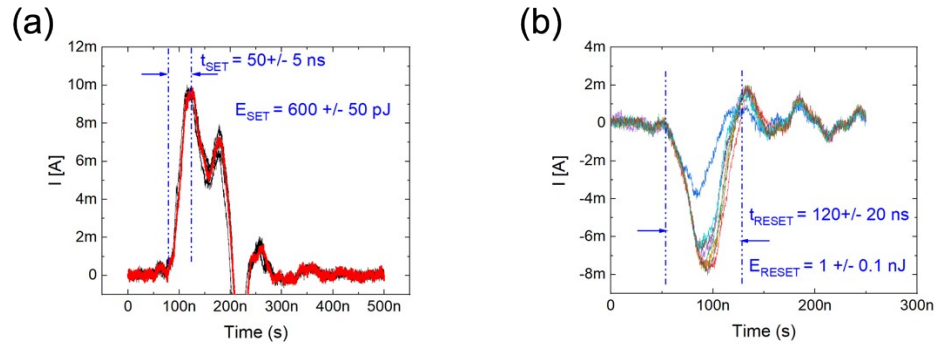 (a)
12m
10m
8m
6m
4m
2m
0
I [A]
t_SET = 50+/- 5 ns
E_SET = 600 +/- 50 pJ
0 100n 200n 300n 400n 500n
Time (s)
(b)
4m
2m
0
-2m
-4m
-6m
-8m
I [A]
t_RESET = 120+/- 20 ns
E_RESET = 1 +/- 0.1 nJ
0 100n 200n 300n
Time (s)